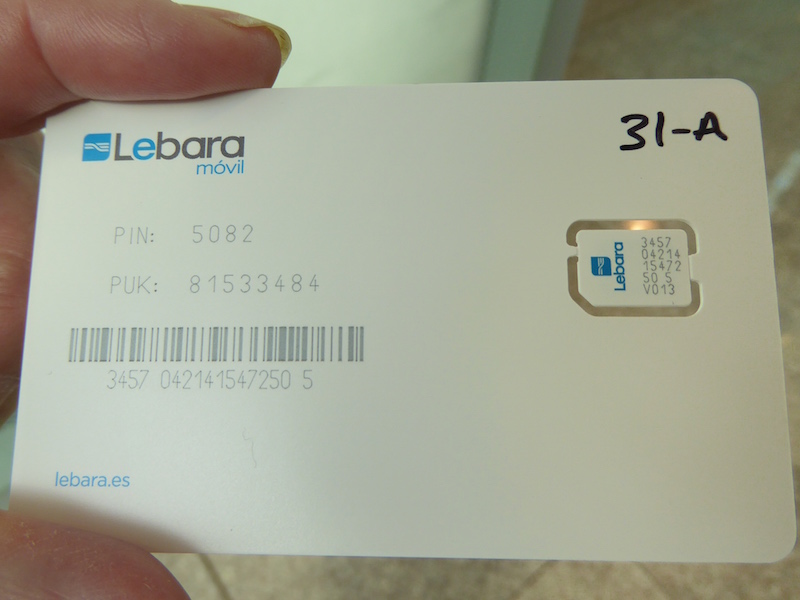 Lebara
móvil
31-A
PIN: 5082
PUK: 81533484
3457 042141547250 5
lebara.es
Lebara
3457
04214
15472
50 5
V013